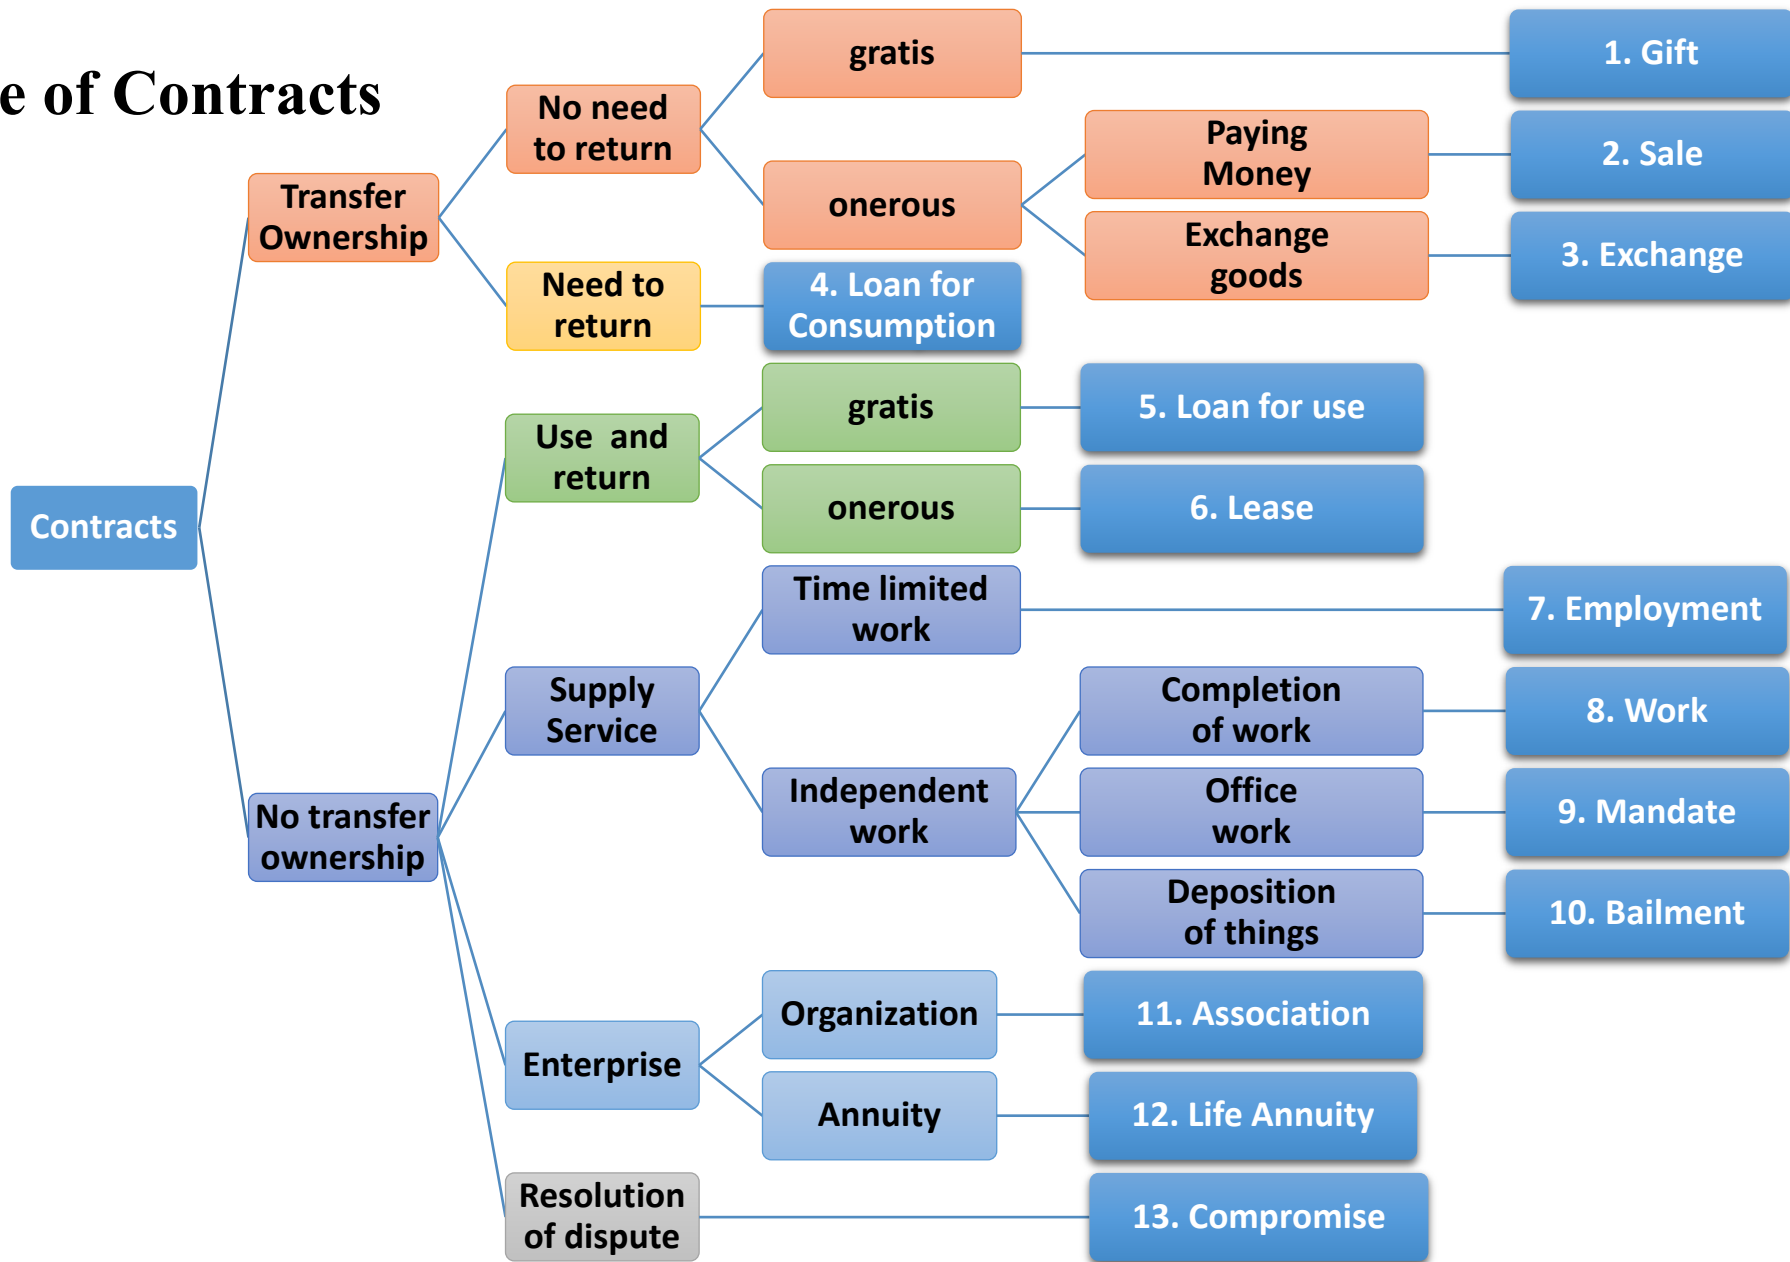 e of Contracts
Contracts
Transfer
Ownership
No need
to return
gratis
1. Gift
onerous
Paying
Money
2. Sale
Exchange
goods
3. Exchange
Need to
return
4. Loan for
Consumption
No transfer
ownership
Use and
return
gratis
5. Loan for use
onerous
6. Lease
Supply
Service
Time limited
work
7. Employment
Independent
work
Completion
of work
8. Work
Office
work
9. Mandate
Deposition
of things
10. Bailment
Enterprise
Organization
11. Association
Annuity
12. Life Annuity
Resolution
of dispute
13. Compromise